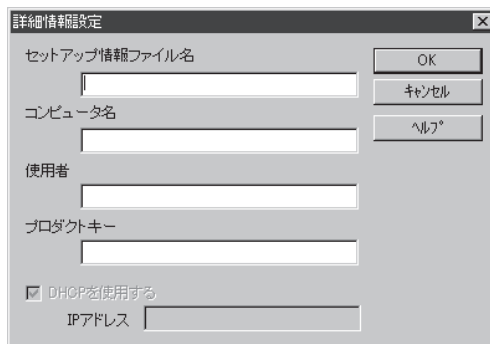 詳細情報設定
セットアップ情報ファイル名
OK
キャンセル
コンピュータ名
ヘルプ
使用者
プロダクトキー
DHCPを使用する
IPアドレス